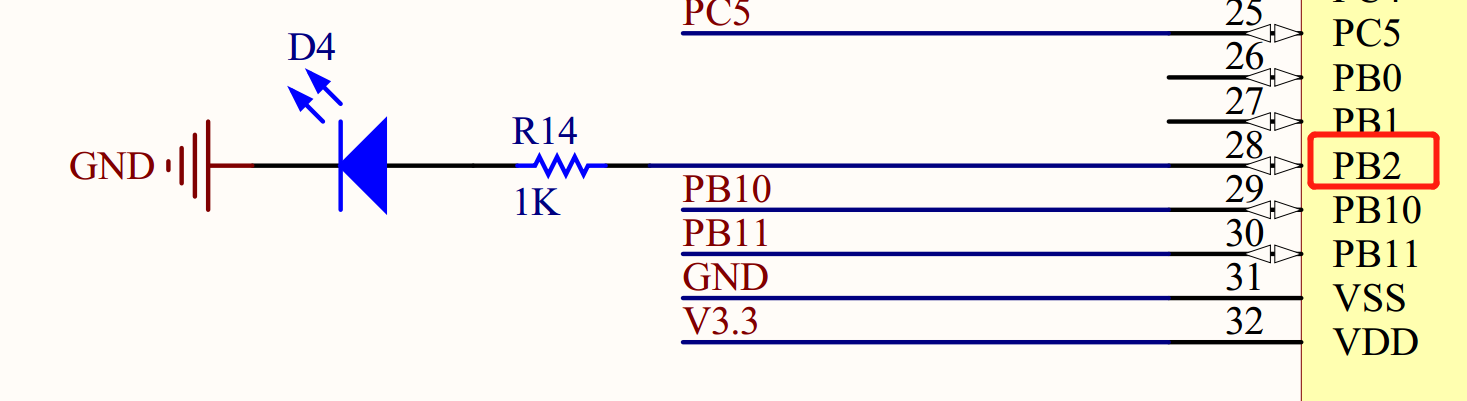 PC5 25 PC5
D4
26 PB0
27 PB1
R14 28 PB2
GND
1K
PB10 29 PB10
PB11 30 PB11
GND 31 VSS
V3.3 32 VDD